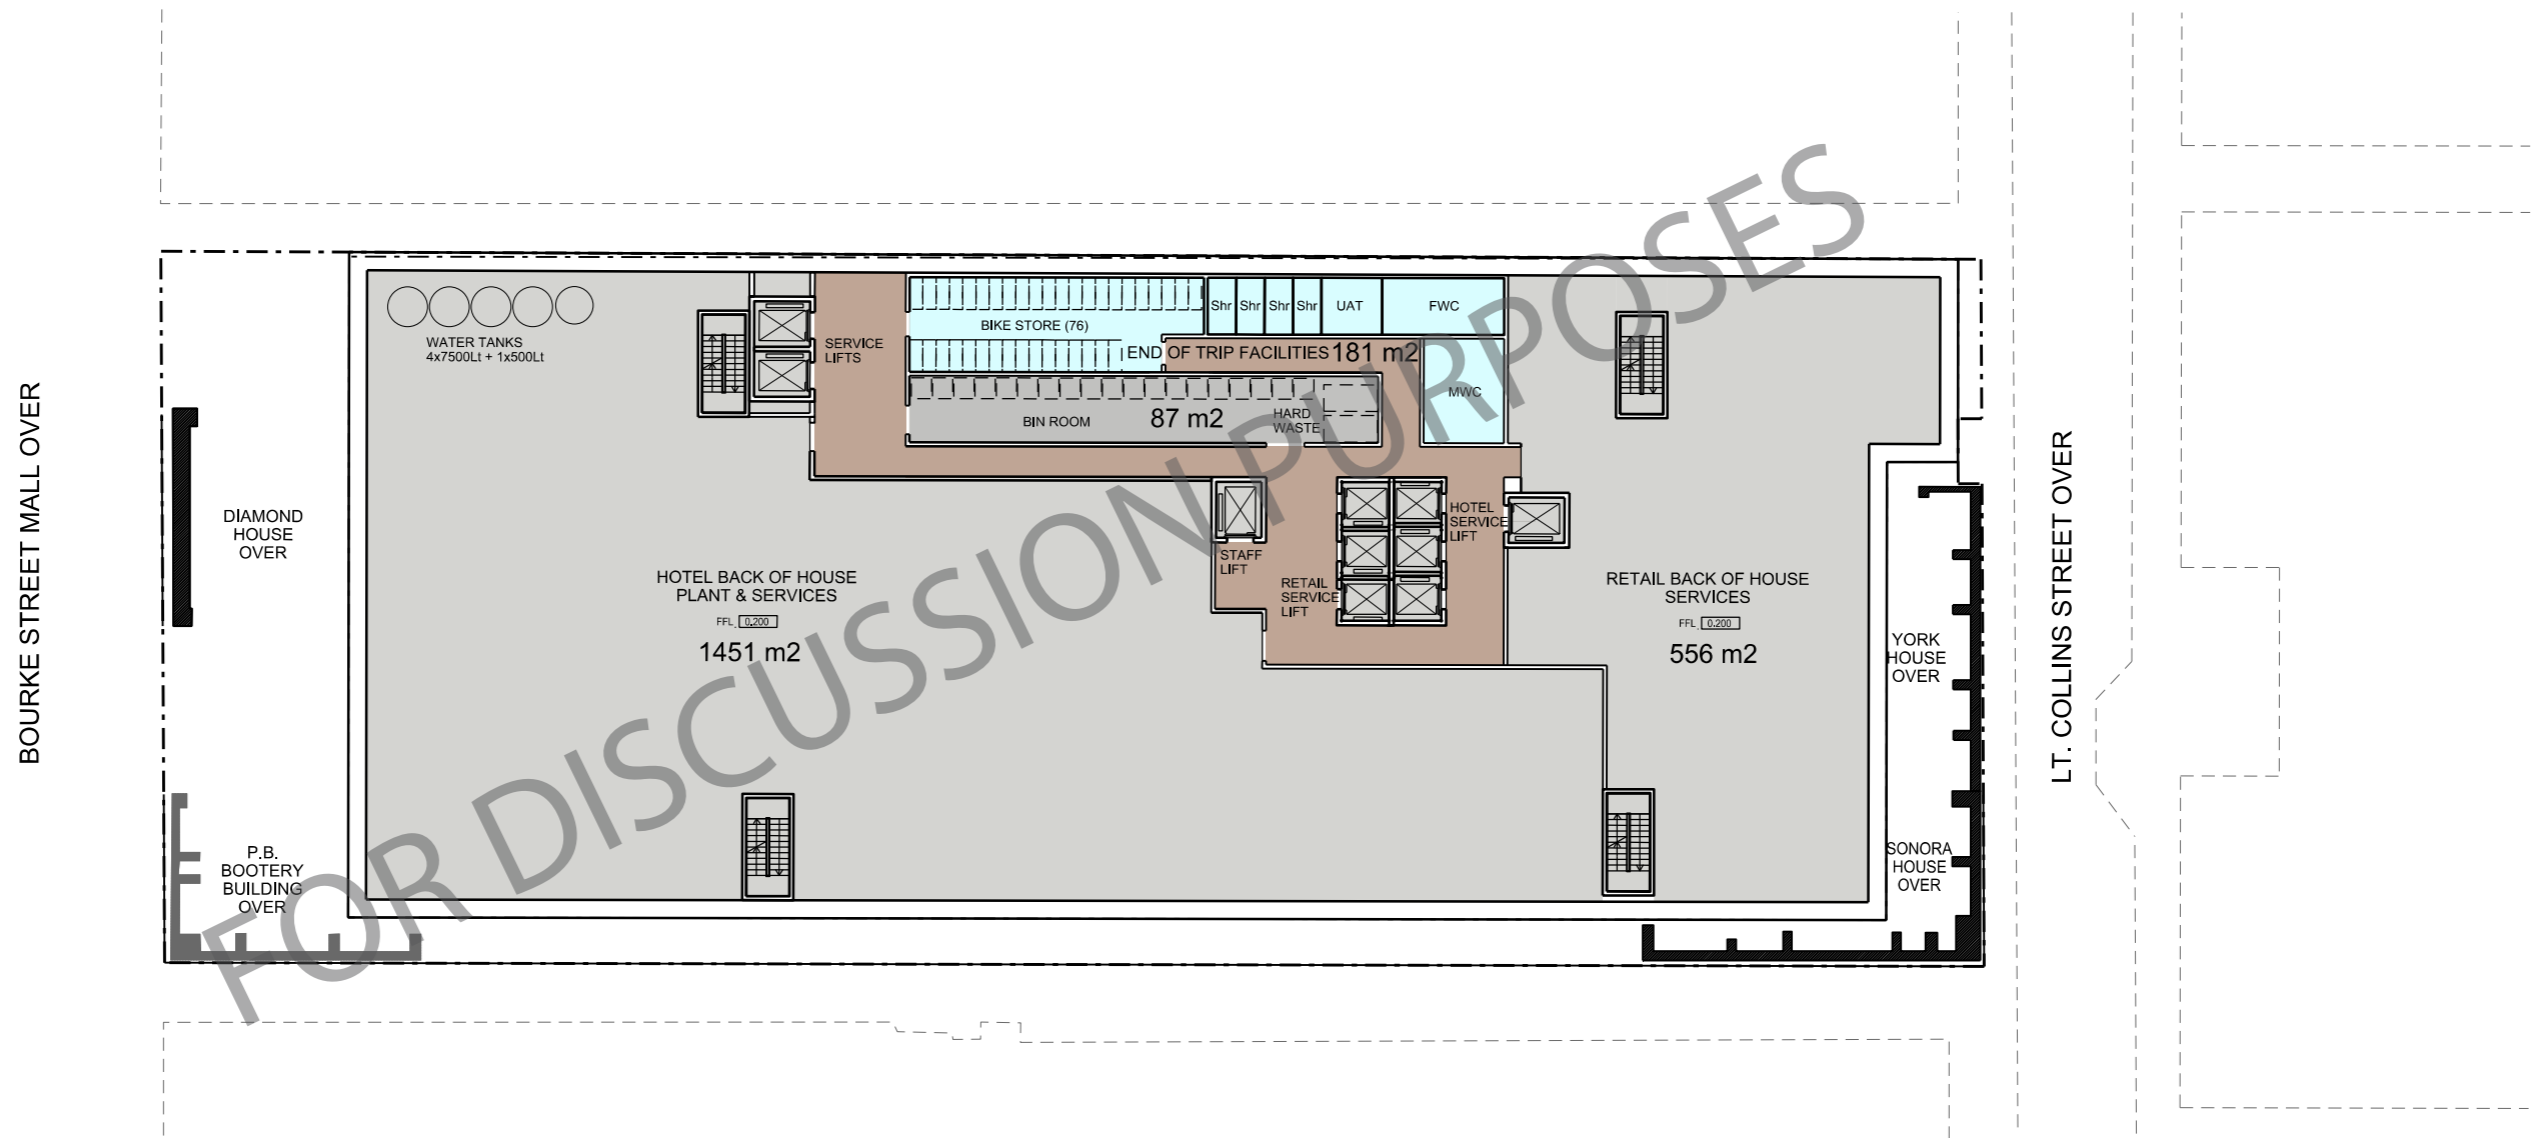 BOURKE STREET MALL OVER
WATER TANKS
4x7500Lt + 1x500Lt
SERVICE
LIFTS
BIKE STORE (76)
Shr
Shr
Shr
Shr
UAT
FWC
END OF TRIP FACILITIES 181 m2
MWC
BIN ROOM
87 m2
HARD
WASTE
DIAMOND
HOUSE
OVER
STAFF
LIFT
RETAIL
SERVICE
LIFT
HOTEL
SERVICE
LIFT
HOTEL BACK OF HOUSE
PLANT & SERVICES
FFL 0.200
1451 m2
RETAIL BACK OF HOUSE
SERVICES
FFL 0.200
556 m2
YORK
HOUSE
OVER
P.B.
BOOTERY
BUILDING
OVER
SONORA
HOUSE
OVER
LT. COLLINS STREET OVER
FOR DISCUSSION PURPOSES